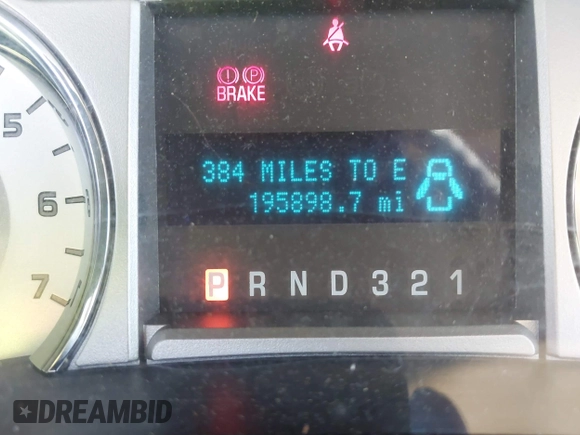 5
6
7
(!) (P)
BRAKE
384 MILES TO E
195898.7 mi
P R N D 3 2 1
DREAMBID